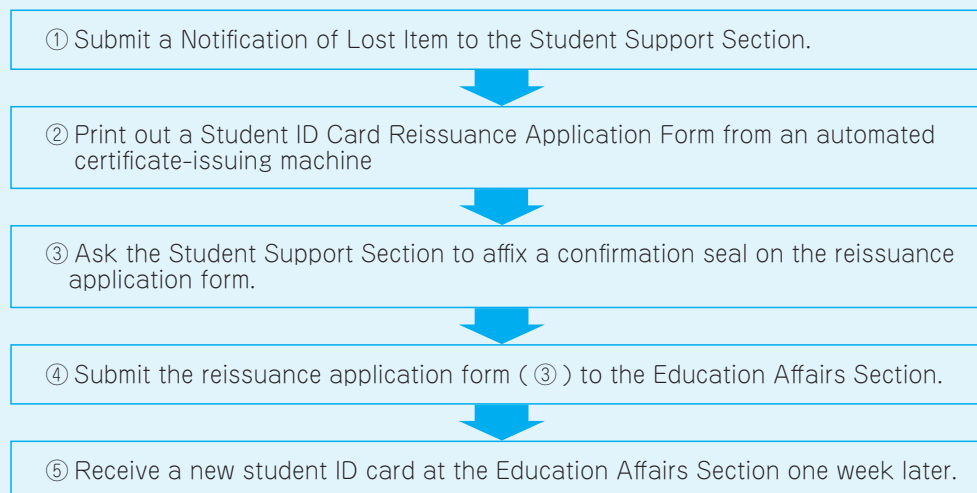 ① Submit a Notification of Lost Item to the Student Support Section.
② Print out a Student ID Card Reissuance Application Form from an automated
certificate-issuing machine
③ Ask the Student Support Section to affix a confirmation seal on the reissuance
application form.
④ Submit the reissuance application form ( ③ ) to the Education Affairs Section.
⑤ Receive a new student ID card at the Education Affairs Section one week later.